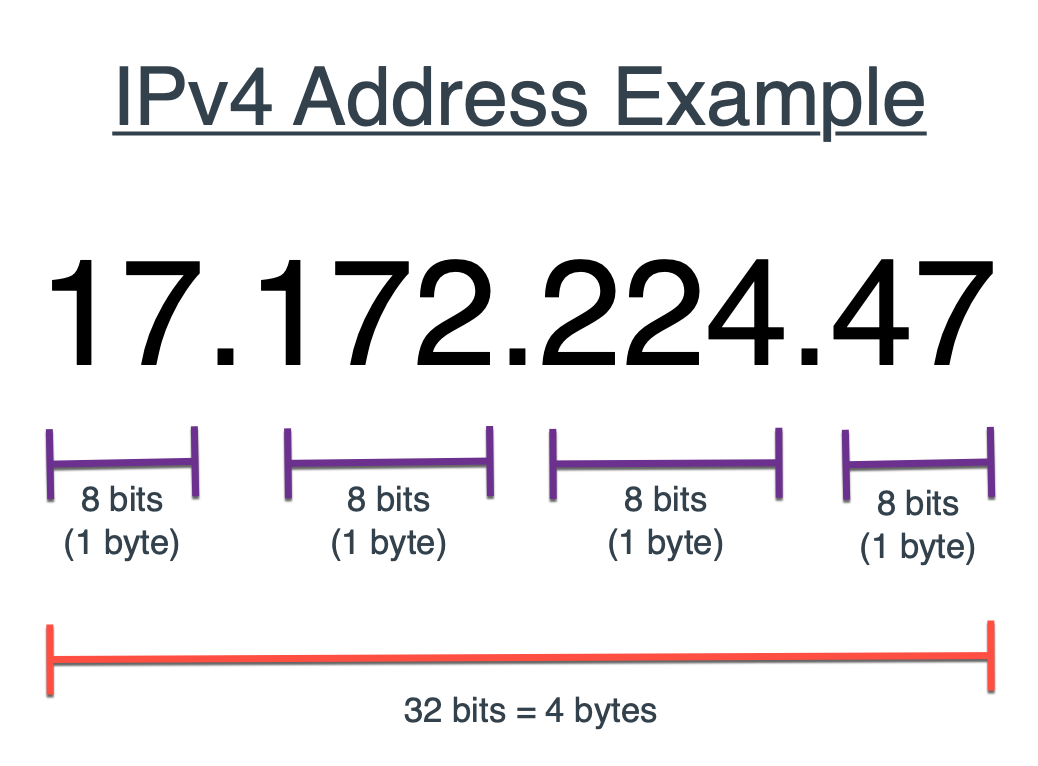 IPv4 Address Example
17.172.224.47
8 bits 8 bits 8 bits 8 bits
(1 byte) (1 byte) (1 byte) (1 byte)
32 bits = 4 bytes